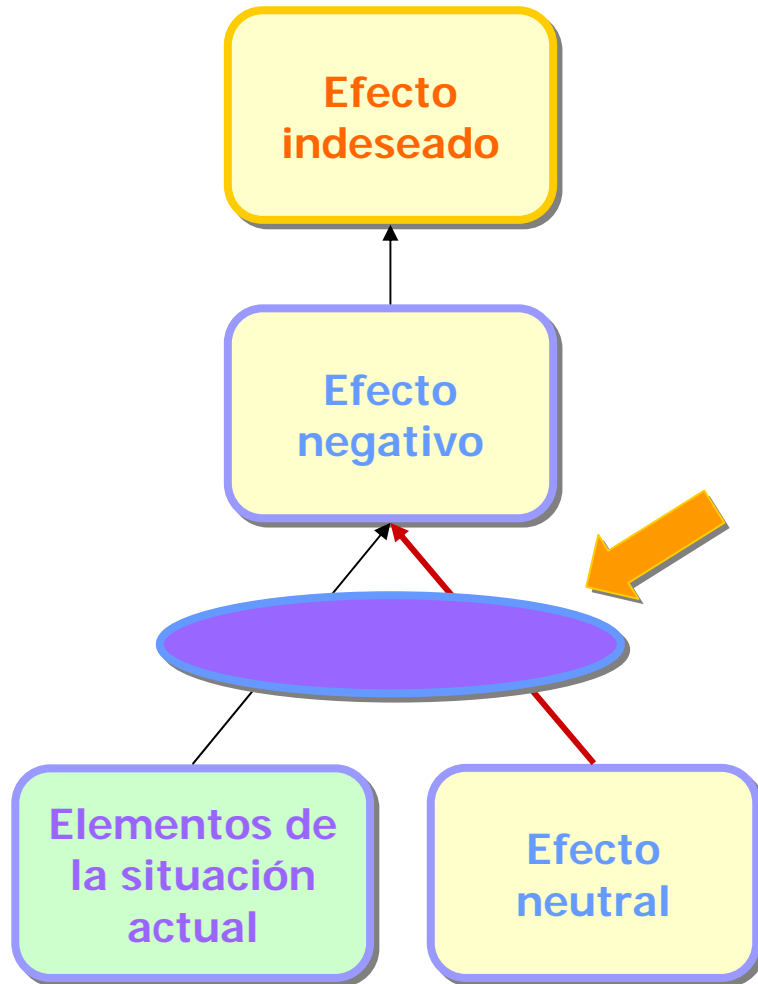 Efecto
indeseado
Efecto
negativo
Elementos de
la situación
actual
Efecto
neutral